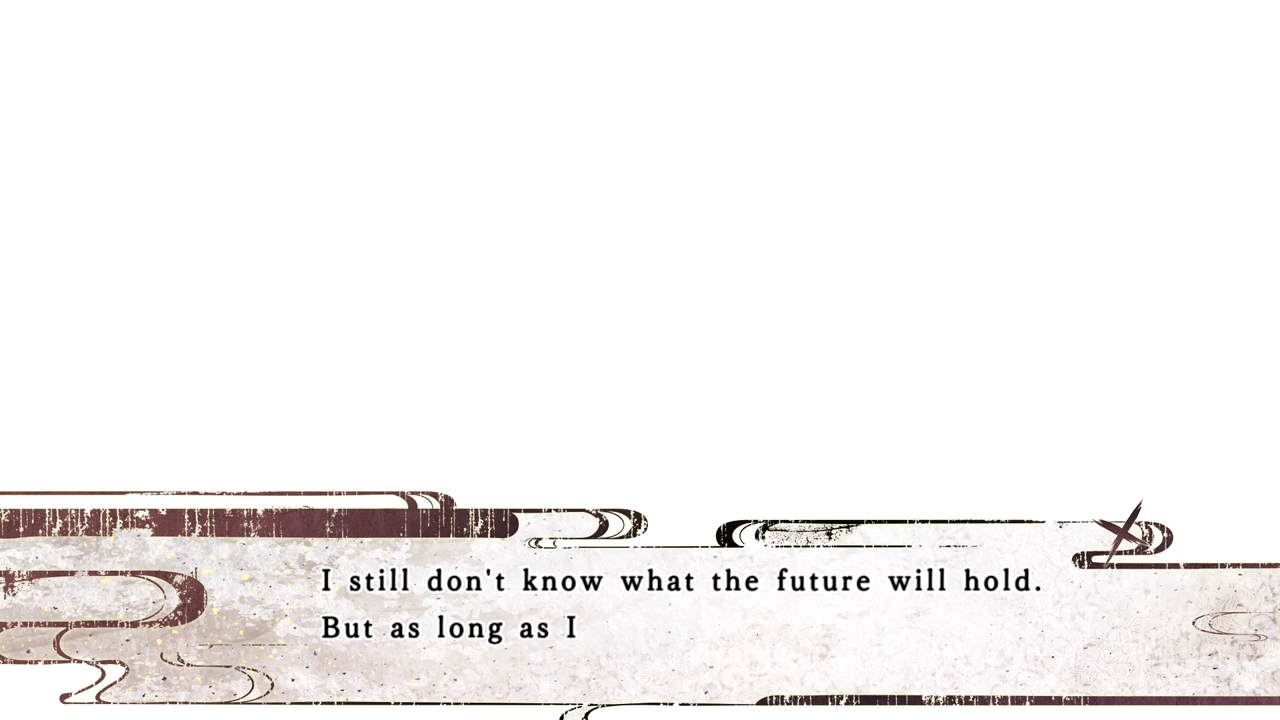 I still don't know what the future will hold.
But as long as I